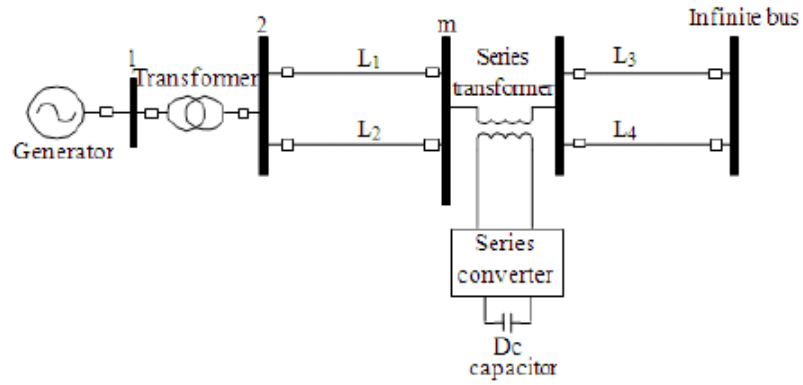 Infinite bus
2
m
1
Transformer
L1
Series
transformer
L3
L2
L4
Generator
Series
converter
Dc
capacitor